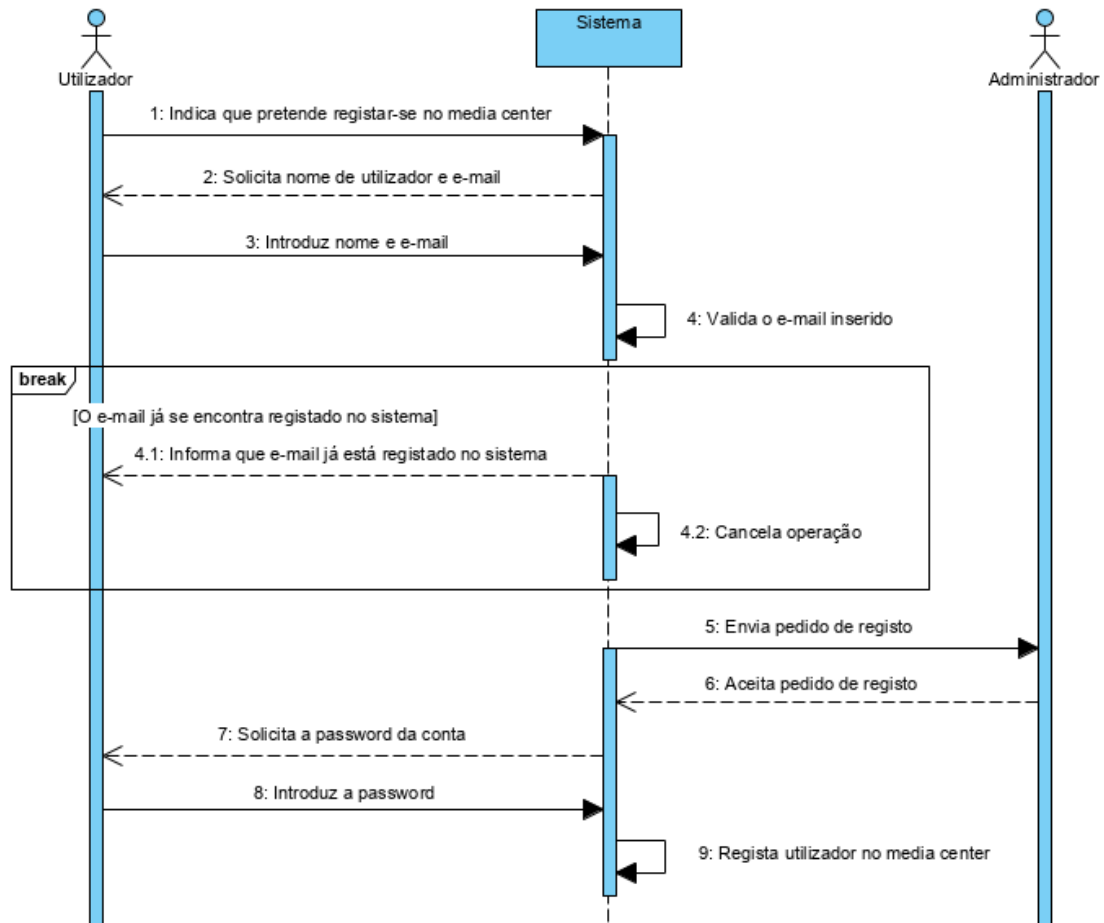 Sistema
Utilizador
Administrador
1: Indica que pretende registar-se no media center
2: Solicita nome de utilizador e e-mail
3: Introduz nome e e-mail
4: Valida o e-mail inserido
break
[O e-mail já se encontra registado no sistema]
4.1: Informa que e-mail já está registado no sistema
4.2: Cancela operação
5: Envia pedido de registo
6: Aceita pedido de registo
7: Solicita a password da conta
8: Introduz a password
9: Regista utilizador no media center